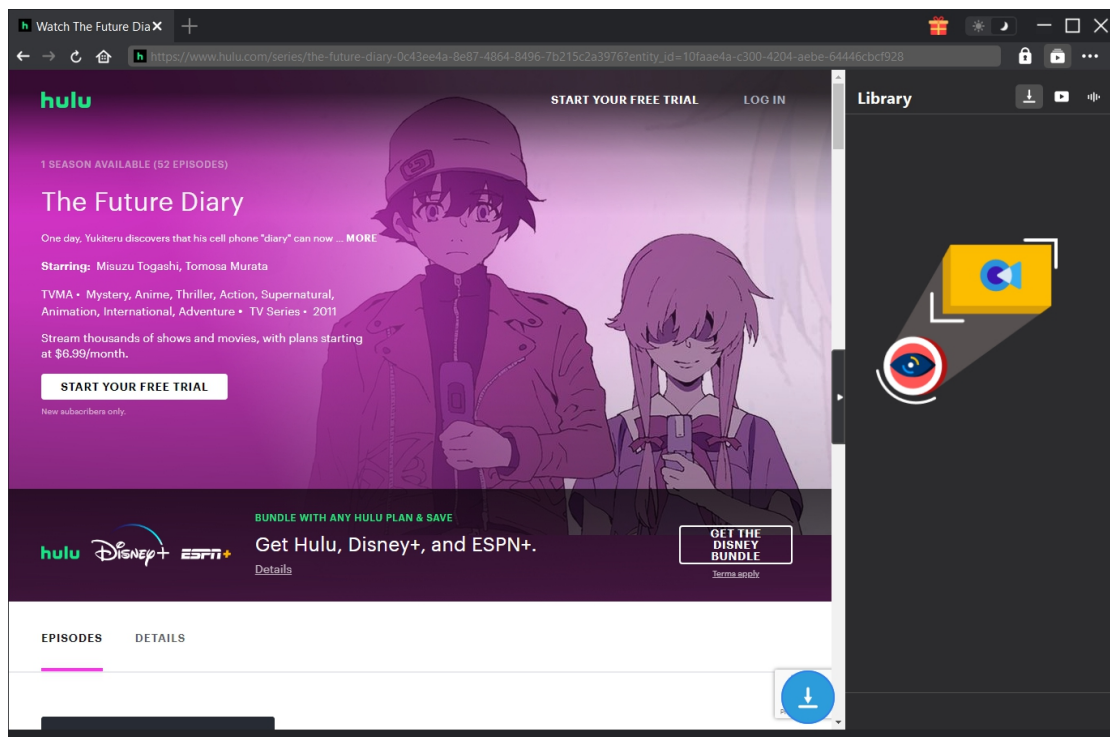 Watch The Future Dia
https://www.hulu.com/series/the-future-diary-0c43ee4a-8e87-4864-8496-7b215c2a3976?entity_id=10faae4a-c300-4204-aebe-64446cbcf928
hulu
START YOUR FREE TRIAL
LOG IN
Library
1 SEASON AVAILABLE (52 EPISODES)
The Future Diary
One day, Yukiteru discovers that his cell phone "diary" can now ... MORE
Starring: Misuzu Togashi, Tomosa Murata
TVMA • Mystery, Anime, Thriller, Action, Supernatural,
Animation, International, Adventure • TV Series • 2011
Stream thousands of shows and movies, with plans starting
at $6.99/month.
START YOUR FREE TRIAL
New subscribers only.
BUNDLE WITH ANY HULU PLAN & SAVE
hulu Disney+ ESPN+
Get Hulu, Disney+, and ESPN+.
Details
GET THE
DISNEY
BUNDLE
Terms apply
EPISODES
DETAILS